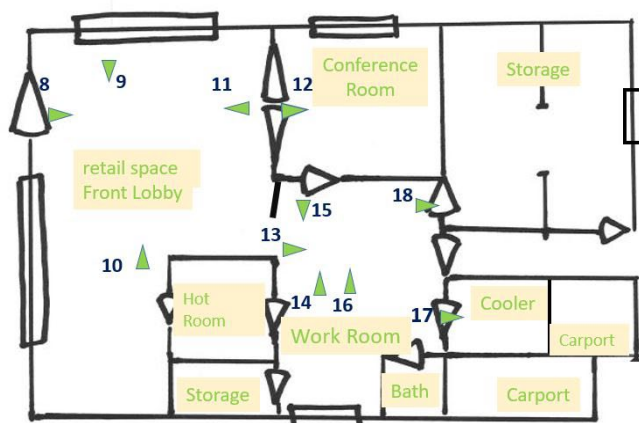 Conference
Room
Storage
8
9
11
12
retail space
Front Lobby
15
18
13
10
Hot
Room
14
16
17
Cooler
Work Room
Carport
Storage
Bath
Carport